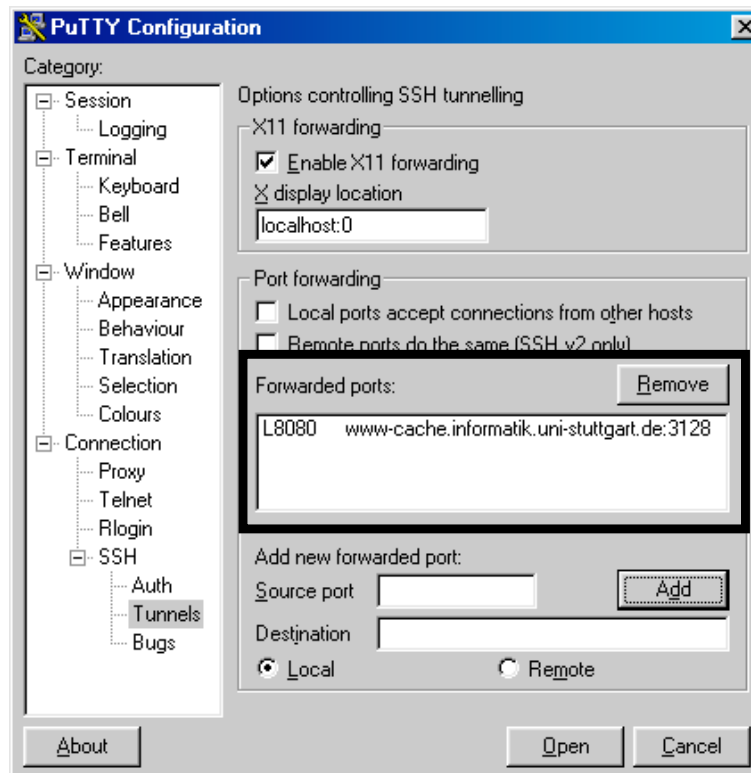 PuTTY Configuration
Category:
Session
Logging
Terminal
Keyboard
Bell
Features
Window
Appearance
Behaviour
Translation
Selection
Colours
Connection
Proxy
Telnet
Rlogin
SSH
Auth
Tunnels
Bugs
Options controlling SSH tunnelling
X11 forwarding
Enable X11 forwarding
X display location
localhost:0
Port forwarding
Local ports accept connections from other hosts
Remote ports do the same (SSH v2 only)
Forwarded ports:
Remove
L8080 www-cache.informatik.uni-stuttgart.de:3128
Add new forwarded port:
Source port
Add
Destination
Local
Remote
About
Open
Cancel